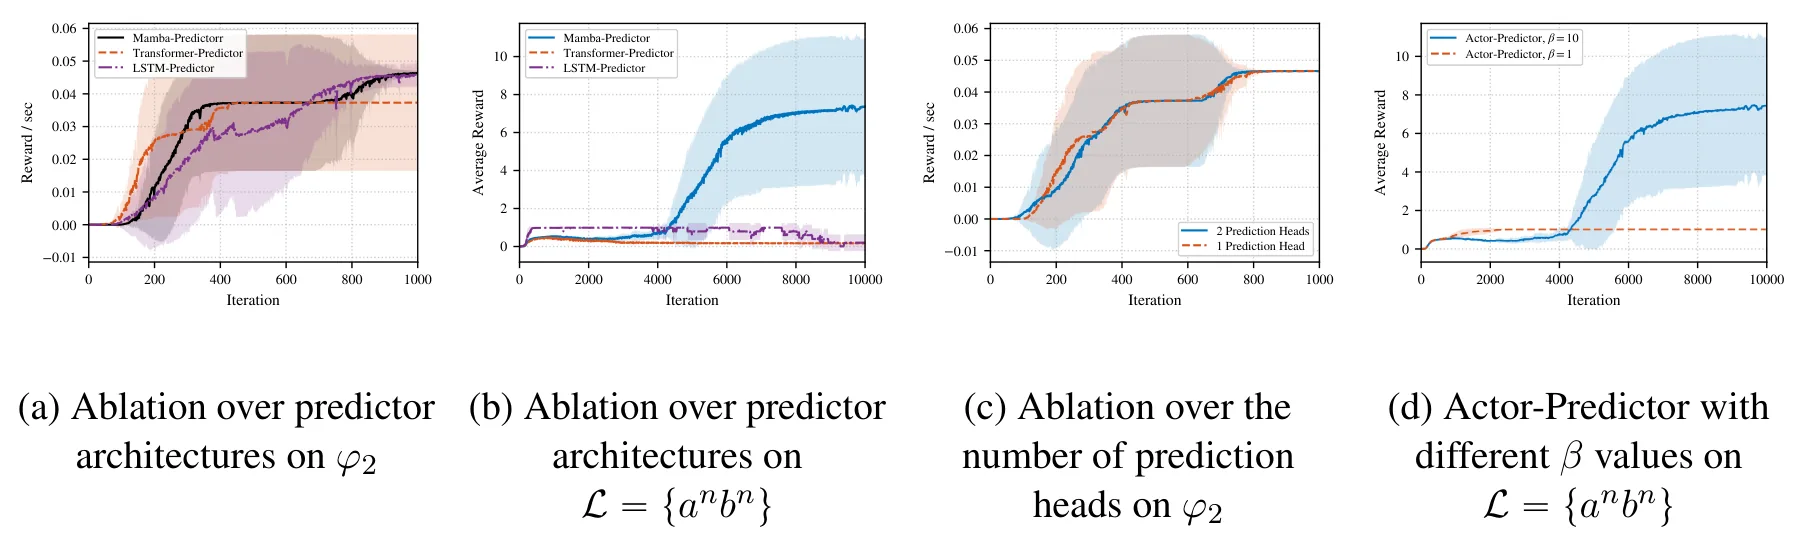 0.06
0.05
0.04
0.03
0.02
0.01
0.00
−0.01
Reward / sec
Mamba-Predictorr
Transformer-Predictor
LSTM-Predictor
0 200 400 600 800 1000
Iteration
10
8
6
4
2
0
Average Reward
Mamba-Predictor
Transformer-Predictor
LSTM-Predictor
0 2000 4000 6000 8000 10000
Iteration
0.06
0.05
0.04
0.03
0.02
0.01
0.00
−0.01
Reward / sec
2 Prediction Heads
1 Prediction Head
0 200 400 600 800 1000
Iteration
10
8
6
4
2
0
Average Reward
Actor-Predictor, β = 10
Actor-Predictor, β = 1
0 2000 4000 6000 8000 10000
Iteration
(a) Ablation over predictor
architectures on φ₂
(b) Ablation over predictor
architectures on
ℒ = {aⁿbⁿ}
(c) Ablation over the
number of prediction
heads on φ₂
(d) Actor-Predictor with
different β values on
ℒ = {aⁿbⁿ}